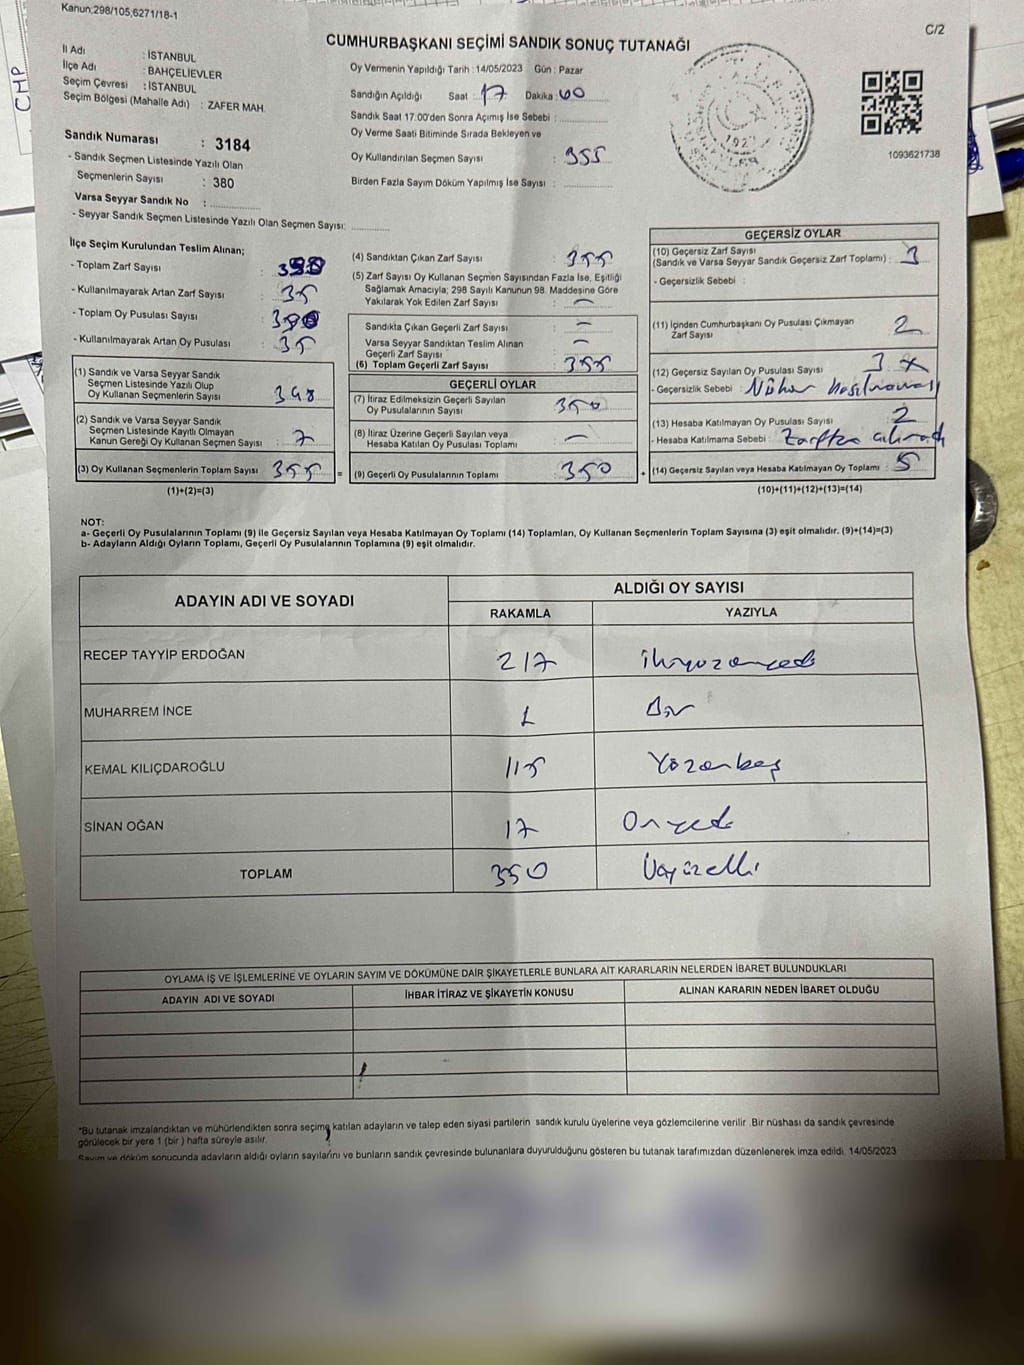 Kanun:298/105,6271/18-1
C/2
CHP
CUMHURBAŞKANI SEÇİMİ SANDIK SONUÇ TUTANAĞI
İl Adı : İSTANBUL
İlçe Adı : BAHÇELİEVLER
Seçim Çevresi : İSTANBUL
Seçim Bölgesi (Mahalle Adı) : ZAFER MAH.
Sandık Numarası : 3184
- Sandık Seçmen Listesinde Yazılı Olan
Seçmenlerin Sayısı : 380
Varsa Seyyar Sandık No :
- Seyyar Sandık Seçmen Listesinde Yazılı Olan Seçmen Sayısı:
Oy Vermenin Yapıldığı Tarih : 14/05/2023 Gün : Pazar
Sandığın Açıldığı Saat : 17 Dakika : 00
Sandık Saat 17:00'den Sonra Açımış İse Sebebi :
Oy Verme Saati Bitiminde Sırada Bekleyen ve
Oy Kullandırılan Seçmen Sayısı : 355
Birden Fazla Sayım Döküm Yapılmış İse Sayısı :
1093621738
İlçe Seçim Kurulundan Teslim Alınan;
- Toplam Zarf Sayısı :
- Kullanılmayarak Artan Zarf Sayısı : 35
- Toplam Oy Pusulası Sayısı :
- Kullanılmayarak Artan Oy Pusulası : 35
(1) Sandık ve Varsa Seyyar Sandık
Seçmen Listesinde Yazılı Olup
Oy Kullanan Seçmenlerin Sayısı : 348
(2) Sandık ve Varsa Seyyar Sandık
Seçmen Listesinde Kayıtlı Olmayan
Kanun Gereği Oy Kullanan Seçmen Sayısı : 7
(3) Oy Kullanan Seçmenlerin Toplam Sayısı : 355 =
(1)+(2)=(3)
(4) Sandıktan Çıkan Zarf Sayısı : 355
(5) Zarf Sayısı Oy Kullanan Seçmen Sayısından Fazla İse, Eşitliği
Sağlamak Amacıyla; 298 Sayılı Kanunun 98. Maddesine Göre
Yakılarak Yok Edilen Zarf Sayısı : —
Sandıkta Çıkan Geçerli Zarf Sayısı : —
Varsa Seyyar Sandıktan Teslim Alınan
Geçerli Zarf Sayısı : —
(6) Toplam Geçerli Zarf Sayısı : 355
GEÇERLİ OYLAR
(7) İtiraz Edilmeksizin Geçerli Sayılan
Oy Pusulalarının Sayısı : 350
(8) İtiraz Üzerine Geçerli Sayılan veya
Hesaba Katılan Oy Pusulası Toplamı : —
(9) Geçerli Oy Pusulalarının Toplamı : 350 +
GEÇERSİZ OYLAR
(10) Geçersiz Zarf Sayısı
(Sandık ve Varsa Seyyar Sandık Geçersiz Zarf Toplamı) : 3
- Geçersizlik Sebebi :
(11) İçinden Cumhurbaşkanı Oy Pusulası Çıkmayan
Zarf Sayısı : 2
(12) Geçersiz Sayılan Oy Pusulası Sayısı : 3
- Geçersizlik Sebebi : Mühür basılmaması
(13) Hesaba Katılmayan Oy Pusulası Sayısı : 2
- Hesaba Katılmama Sebebi : Zarftan çıkmadı
(14) Geçersiz Sayılan veya Hesaba Katılmayan Oy Toplamı : 5
(10)+(11)+(12)+(13)=(14)
NOT:
a- Geçerli Oy Pusulalarının Toplamı (9) ile Geçersiz Sayılan veya Hesaba Katılmayan Oy Toplamı (14) Toplamları, Oy Kullanan Seçmenlerin Toplam Sayısına (3) eşit olmalıdır. (9)+(14)=(3)
b- Adayların Aldığı Oyların Toplamı, Geçerli Oy Pusulalarının Toplamına (9) eşit olmalıdır.
ADAYIN ADI VE SOYADI ALDIĞI OY SAYISI
RAKAMLA YAZIYLA
RECEP TAYYİP ERDOĞAN 217 ikiyüzonyedi
MUHARREM İNCE 1 Bir
KEMAL KILIÇDAROĞLU 115 Yüzonbeş
SİNAN OĞAN 17 Onyedi
TOPLAM 350 Üçyüzelli
OYLAMA İŞ VE İŞLEMLERİNE VE OYLARIN SAYIM VE DÖKÜMÜNE DAİR ŞİKAYETLERLE BUNLARA AİT KARARLARIN NELERDEN İBARET BULUNDUKLARI
ADAYIN ADI VE SOYADI İHBAR İTİRAZ VE ŞİKAYETİN KONUSU ALINAN KARARIN NEDEN İBARET OLDUĞU
*Bu tutanak imzalandıktan ve mühürlendikten sonra seçime katılan adayların ve talep eden siyasi partilerin sandık kurulu üyelerine veya gözlemcilerine verilir .Bir nüshası da sandık çevresinde
görülecek bir yere 1 (bir ) hafta süreyle asılır.
Sayım ve döküm sonucunda adayların aldığı oyların sayılarını ve bunların sandık çevresinde bulunanlara duyurulduğunu gösteren bu tutanak tarafımızdan düzenlenerek imza edildi. 14/05/2023